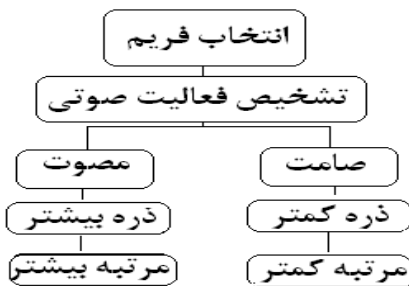 انتخاب فریم
تشخیص فعالیت صوتی
صامت
مصوت
ذره کمتر
ذره بیشتر
مرتبه کمتر
مرتبه بیشتر